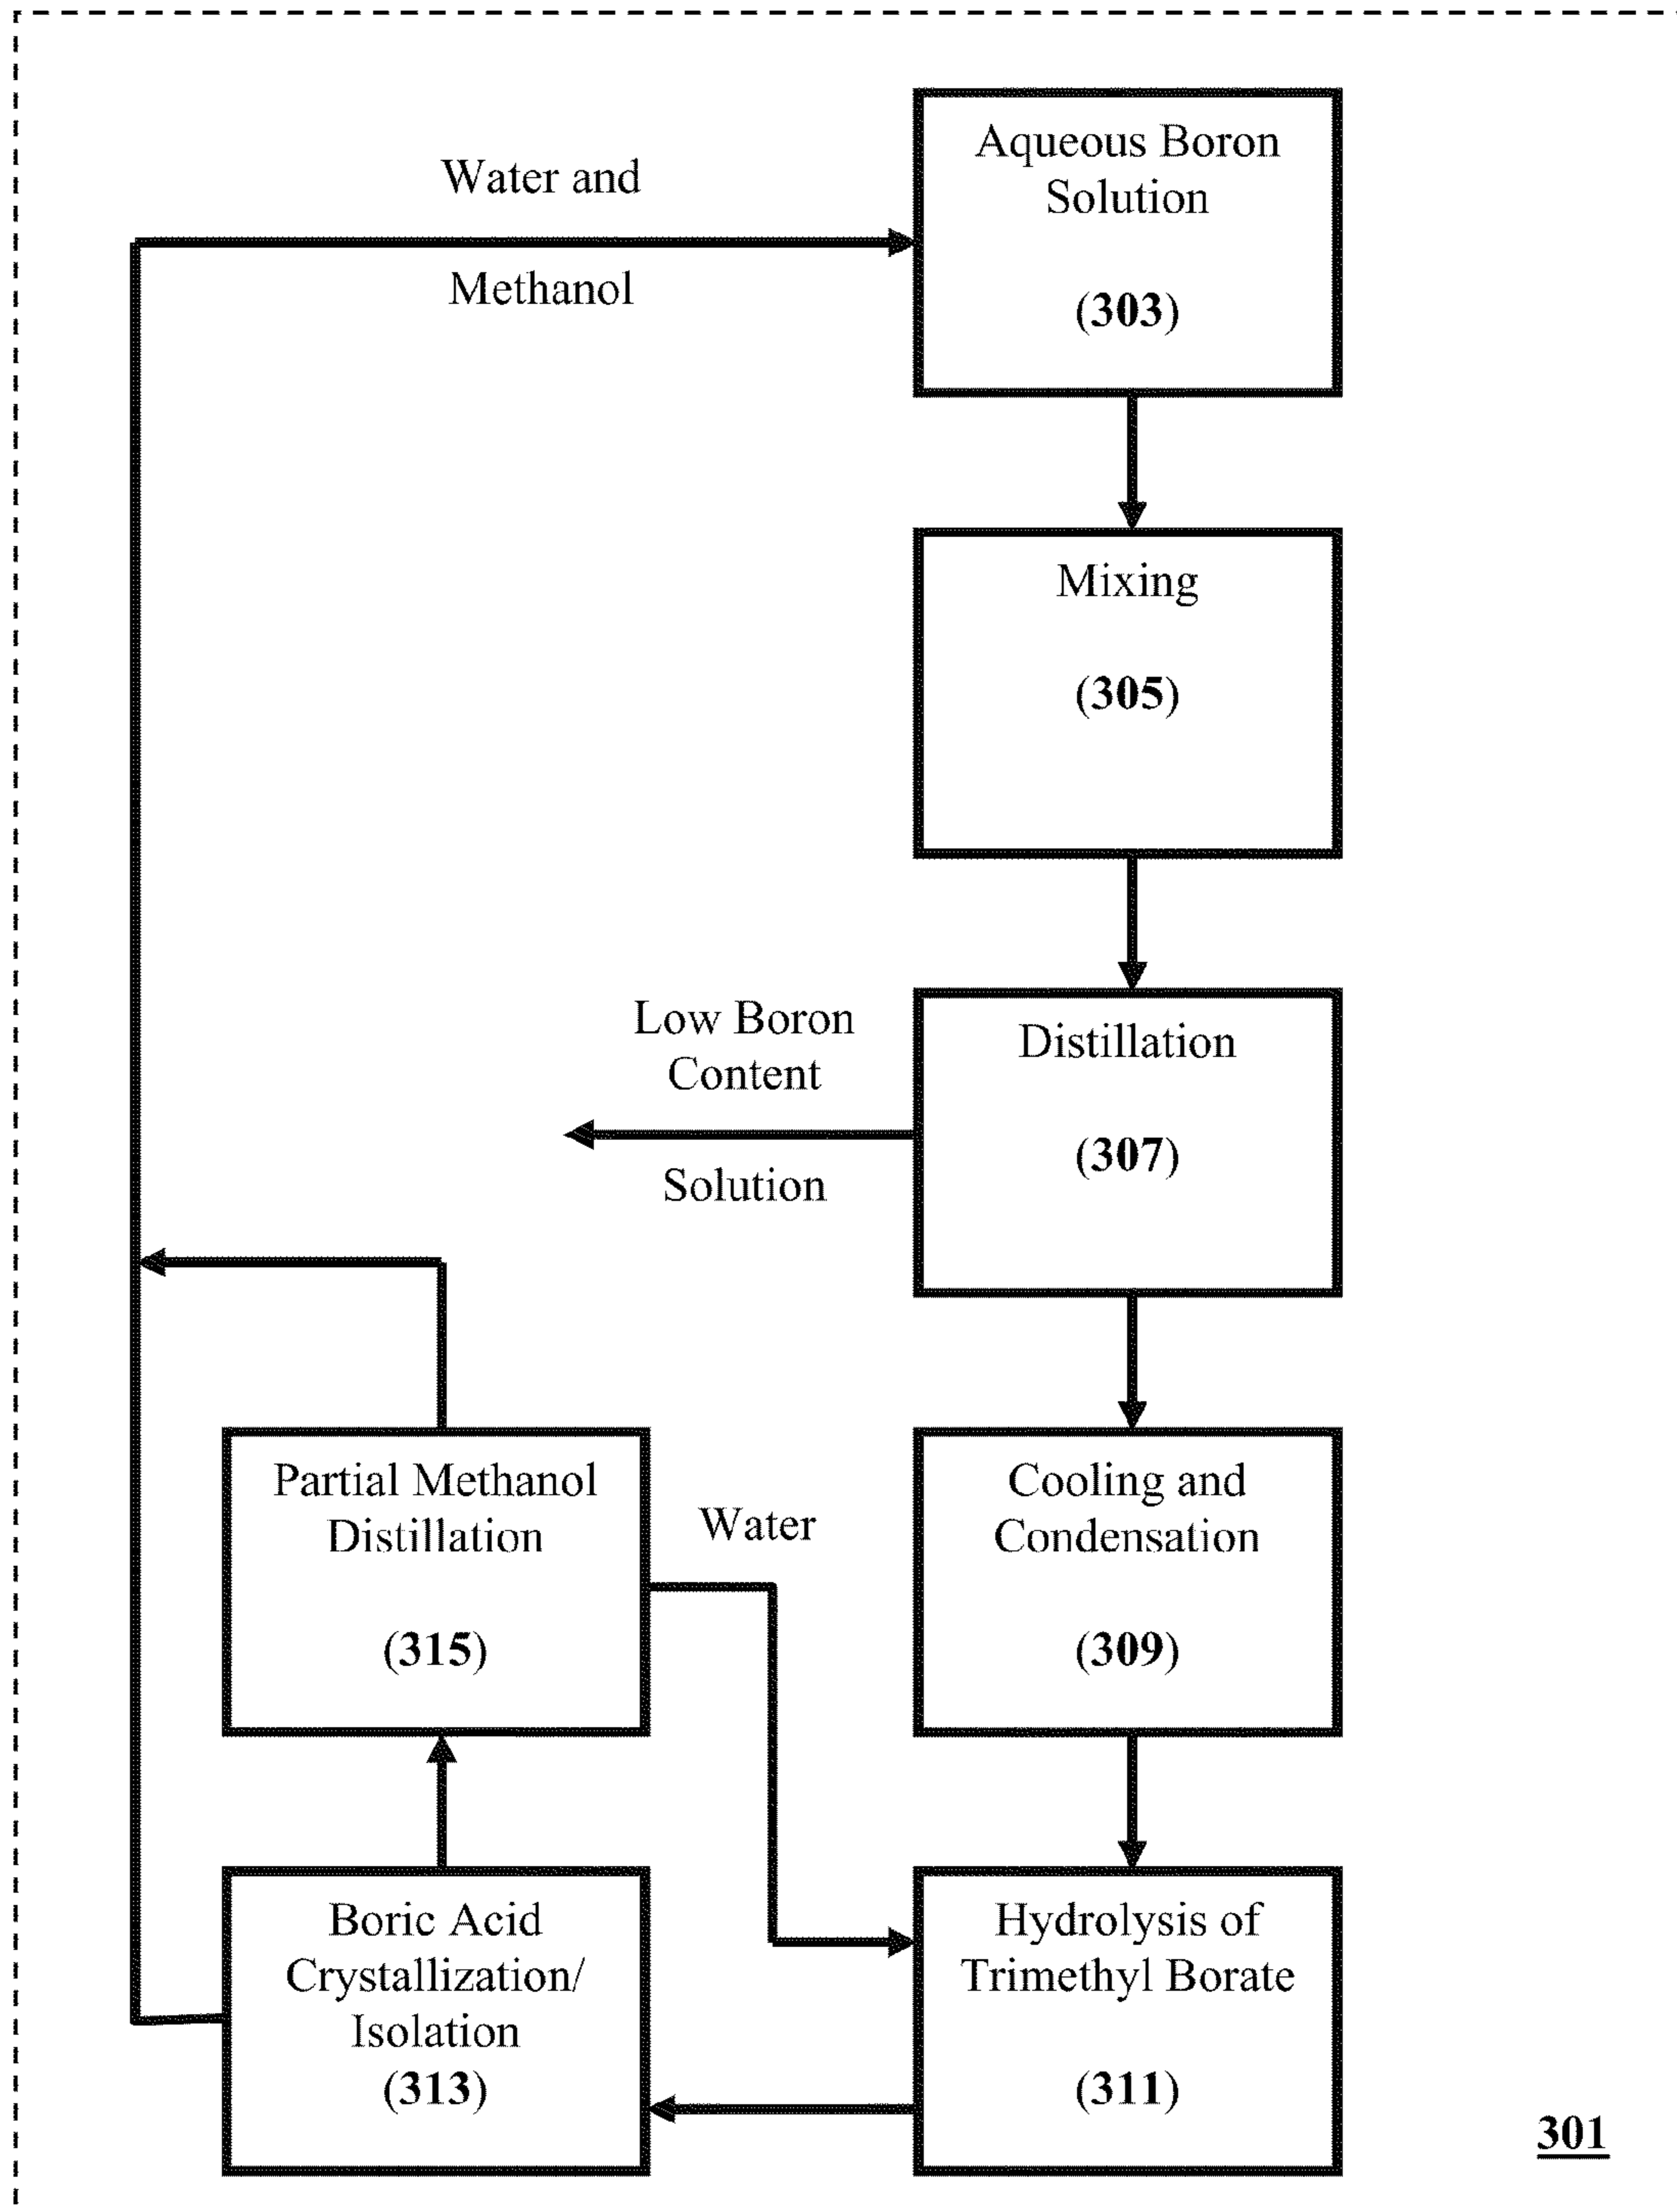 Aqueous Boron
Solution
(303)
Water and
Methanol
Mixing
(305)
Low Boron
Content
Solution
Distillation
(307)
Partial Methanol
Distillation
(315)
Water
Cooling and
Condensation
(309)
Boric Acid
Crystallization/
Isolation
(313)
Hydrolysis of
Trimethyl Borate
(311)
301